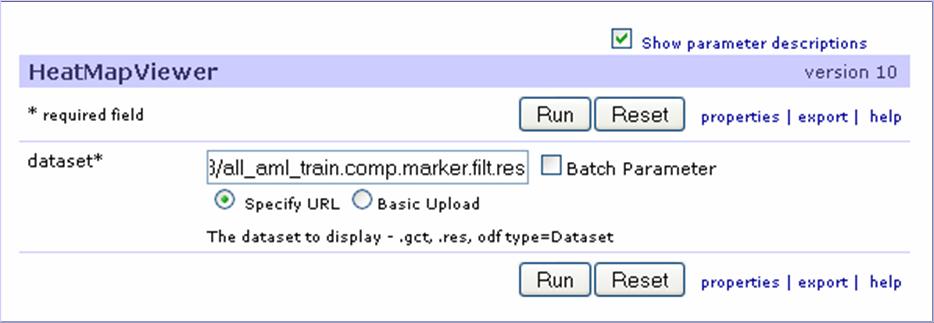 Show parameter descriptions
HeatMapViewer version 10
* required field Run Reset properties | export | help
dataset* 3/all_aml_train.comp.marker.filt.res Batch Parameter
Specify URL Basic Upload
The dataset to display - .gct, .res, odf type=Dataset
Run Reset properties | export | help